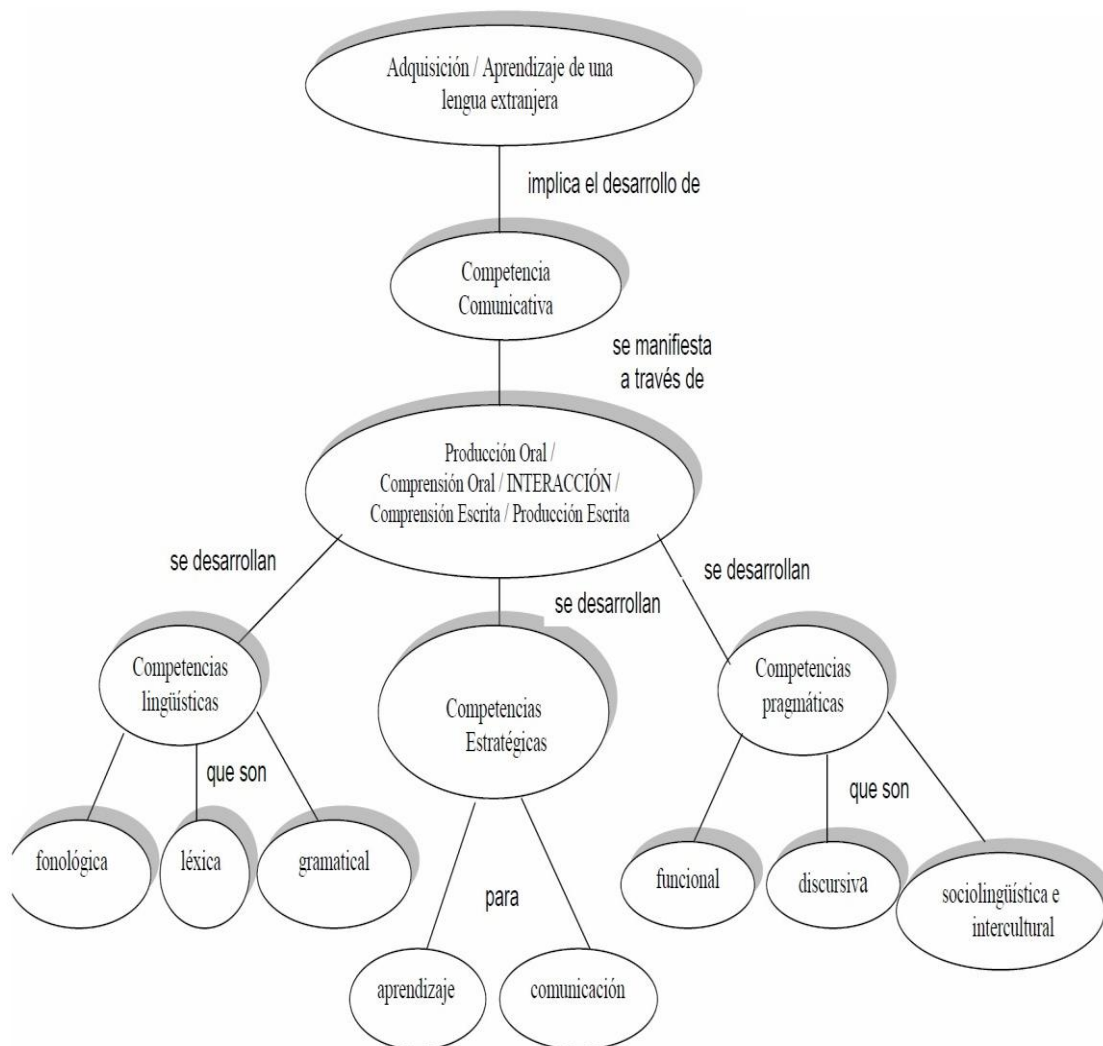 Adquisición / Aprendizaje de una
lengua extranjera
implica el desarrollo de
Competencia
Comunicativa
se manifiesta
a través de
Producción Oral /
Comprensión Oral / INTERACCIÓN /
Comprensión Escrita / Producción Escrita
se desarrollan
se desarrollan
se desarrollan
Competencias
lingüísticas
Competencias
Estratégicas
Competencias
pragmáticas
que son
que son
fonológica
léxica
gramatical
para
funcional
discursiva
sociolingüística e
intercultural
aprendizaje
comunicación